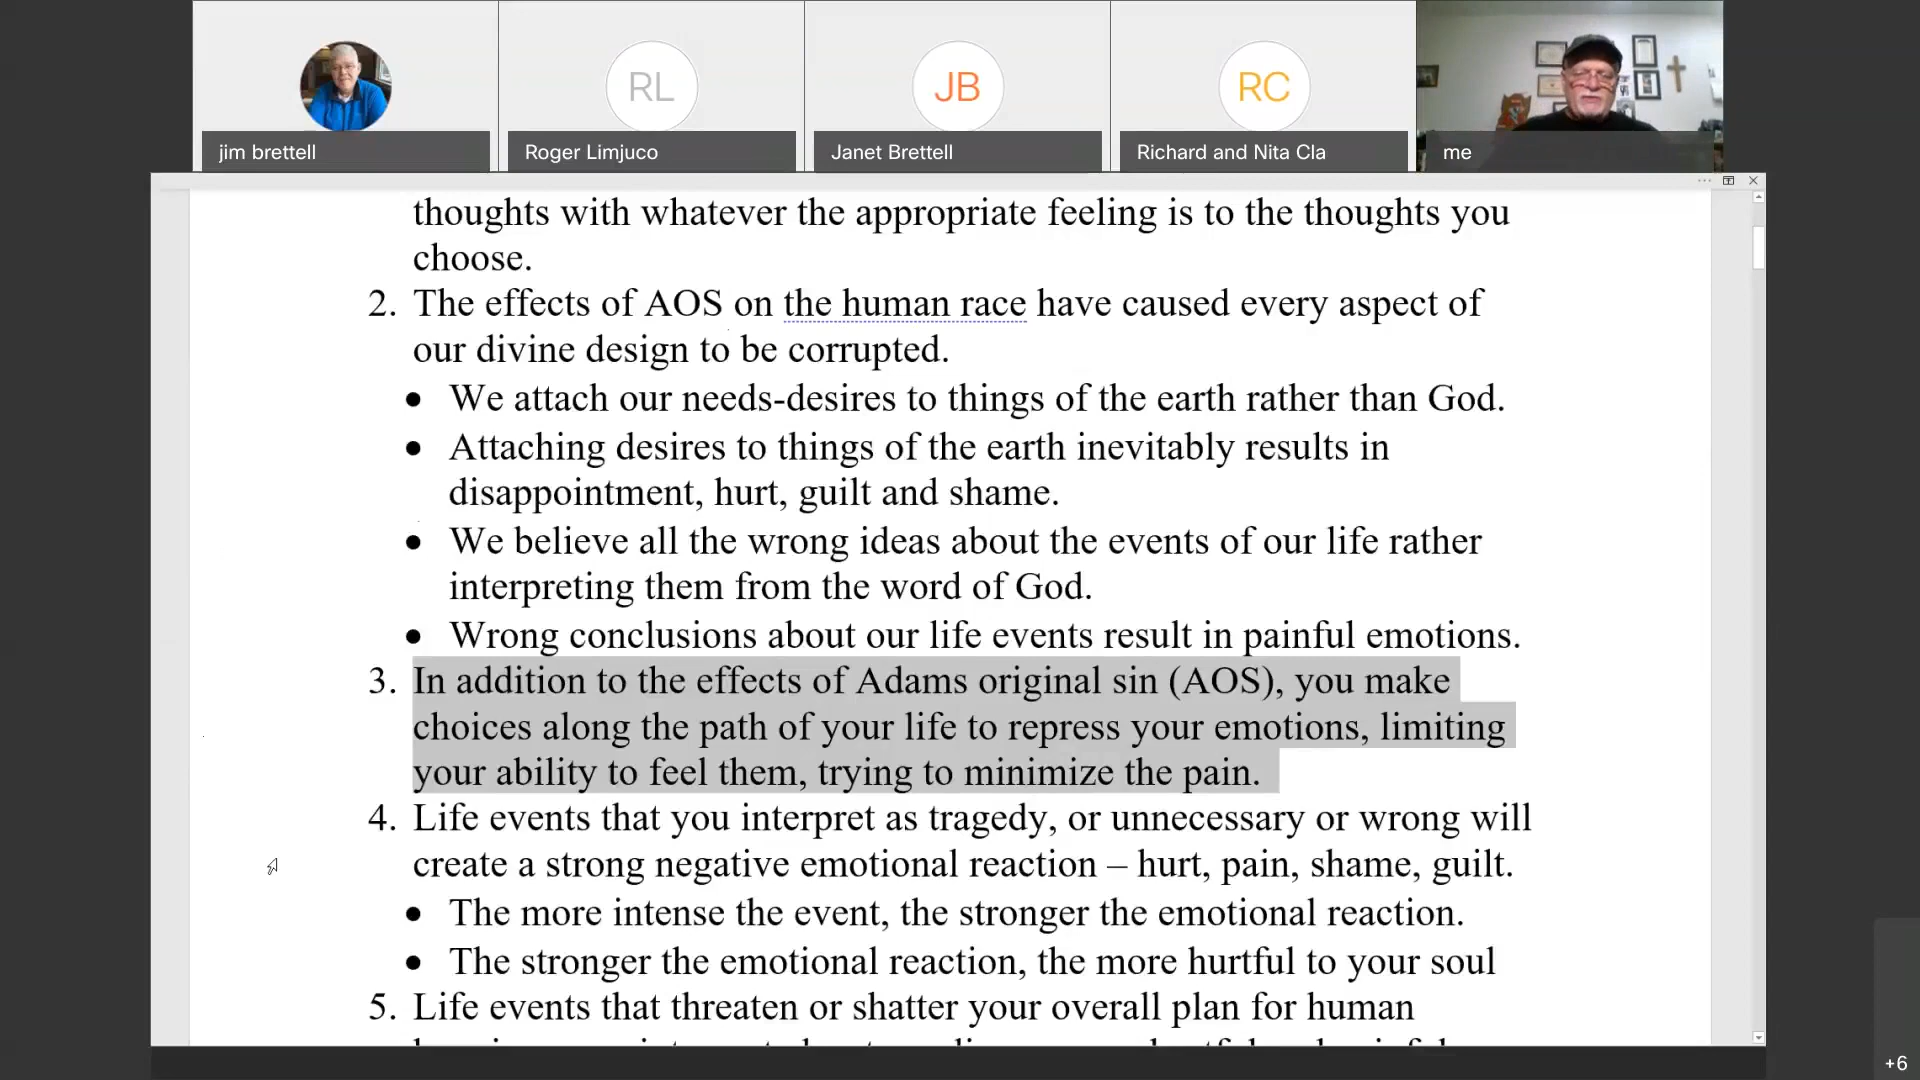 RL
JB
RC
jim brettell
Roger Limjuco
Janet Brettell
Richard and Nita Cla
me
thoughts with whatever the appropriate feeling is to the thoughts you
choose.
2. The effects of AOS on the human race have caused every aspect of
our divine design to be corrupted.
• We attach our needs-desires to things of the earth rather than God.
• Attaching desires to things of the earth inevitably results in
disappointment, hurt, guilt and shame.
• We believe all the wrong ideas about the events of our life rather
interpreting them from the word of God.
• Wrong conclusions about our life events result in painful emotions.
3. In addition to the effects of Adams original sin (AOS), you make
choices along the path of your life to repress your emotions, limiting
your ability to feel them, trying to minimize the pain.
4. Life events that you interpret as tragedy, or unnecessary or wrong will
create a strong negative emotional reaction – hurt, pain, shame, guilt.
• The more intense the event, the stronger the emotional reaction.
• The stronger the emotional reaction, the more hurtful to your soul
5. Life events that threaten or shatter your overall plan for human
+6